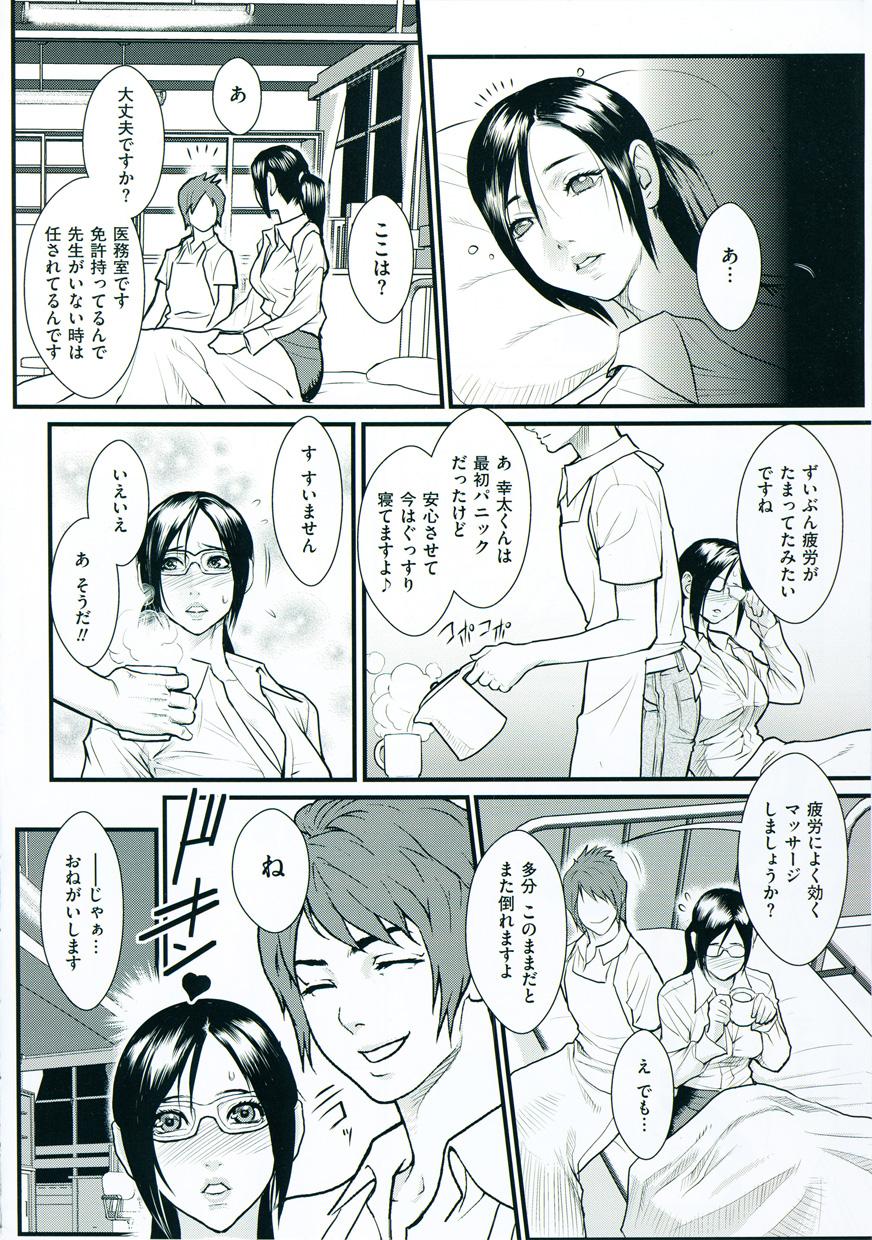 あ…
ここは？
あ
大丈夫ですか？
医務室です
免許持ってるんで
先生がいない時は
任されてるんです
ずいぶん疲労が
たまってたみたい
ですね
あ 幸太くんは
最初パニック
だったけど
安心させて
今はぐっすり
寝てますよ♪
コポコポ
す すいません
いえいえ
あ そうだ!!
疲労によく効く
マッサージ
しましょうか？
え でも…
多分 このままだと
また倒れますよ
ね
ドキン
──じゃぁ…
おねがいします